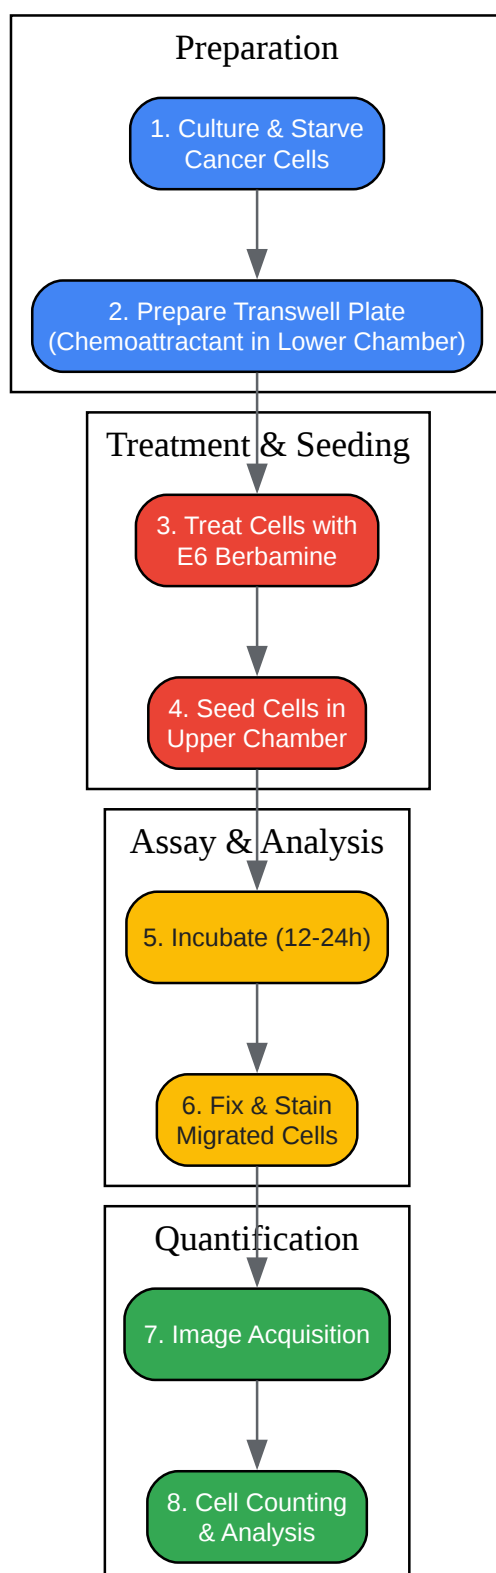 Preparation
1. Culture & Starve
Cancer Cells
2. Prepare Transwell Plate
(Chemoattractant in Lower Chamber)
Treatment & Seeding
3. Treat Cells with
E6 Berbamine
4. Seed Cells in
Upper Chamber
Assay & Analysis
5. Incubate (12-24h)
6. Fix & Stain
Migrated Cells
Quantification
7. Image Acquisition
8. Cell Counting
& Analysis